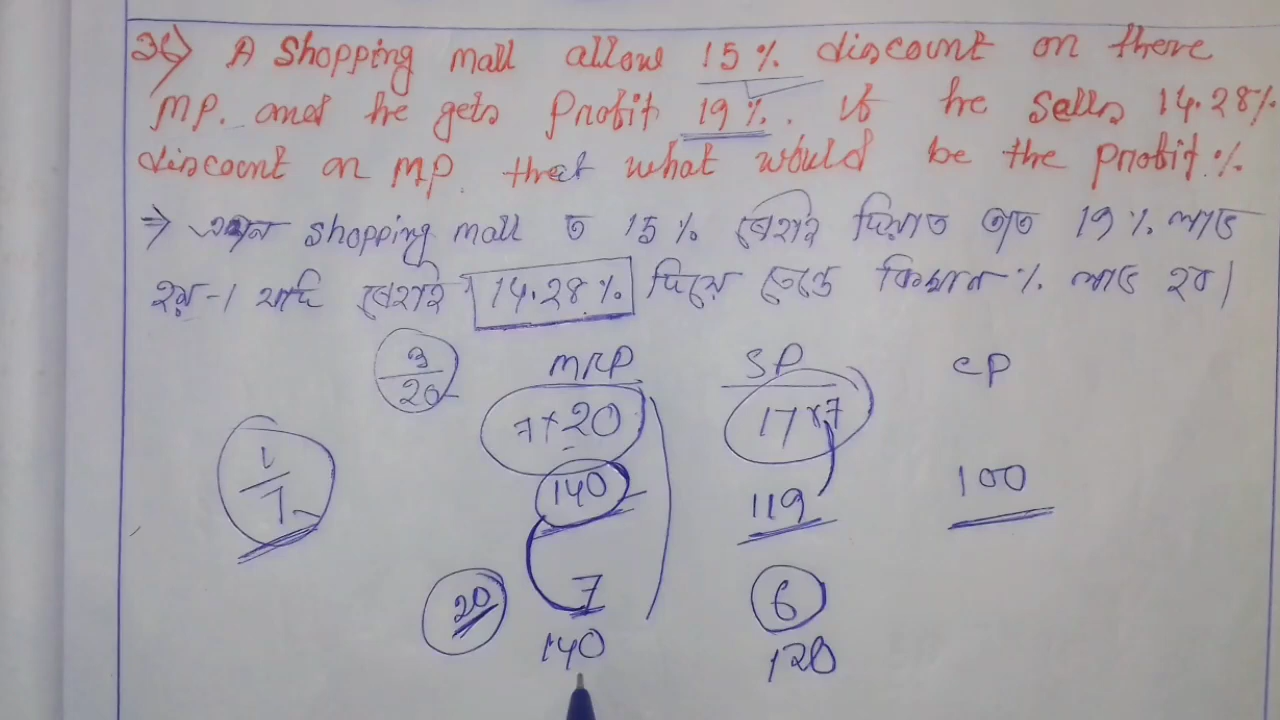 A Shopping mall allow 15% discount on there
MP. and he gets Profit 19%. if he sells 14.28%
discount on MP. that what would be the profit %
⇒ shopping mall ত 15% ৰেহাই দিয়াত তাত 19% লাভ
হয়-। যদি ৰেহাই 14.28% দিয়ে তেন্তে কিমান % লাভ হব।
3/20 MRP SP CP
7×20 17×7
1/7 140 119 100
20 7 6
140 120